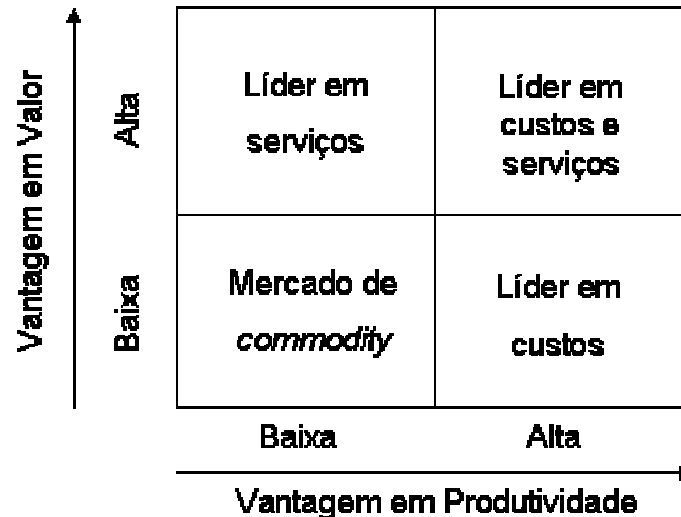 Vantagem em Valor
Alta
Baixa
Líder em
serviços
Líder em
custos e
serviços
Mercado de
commodity
Líder em
custos
Baixa
Alta
Vantagem em Produtividade